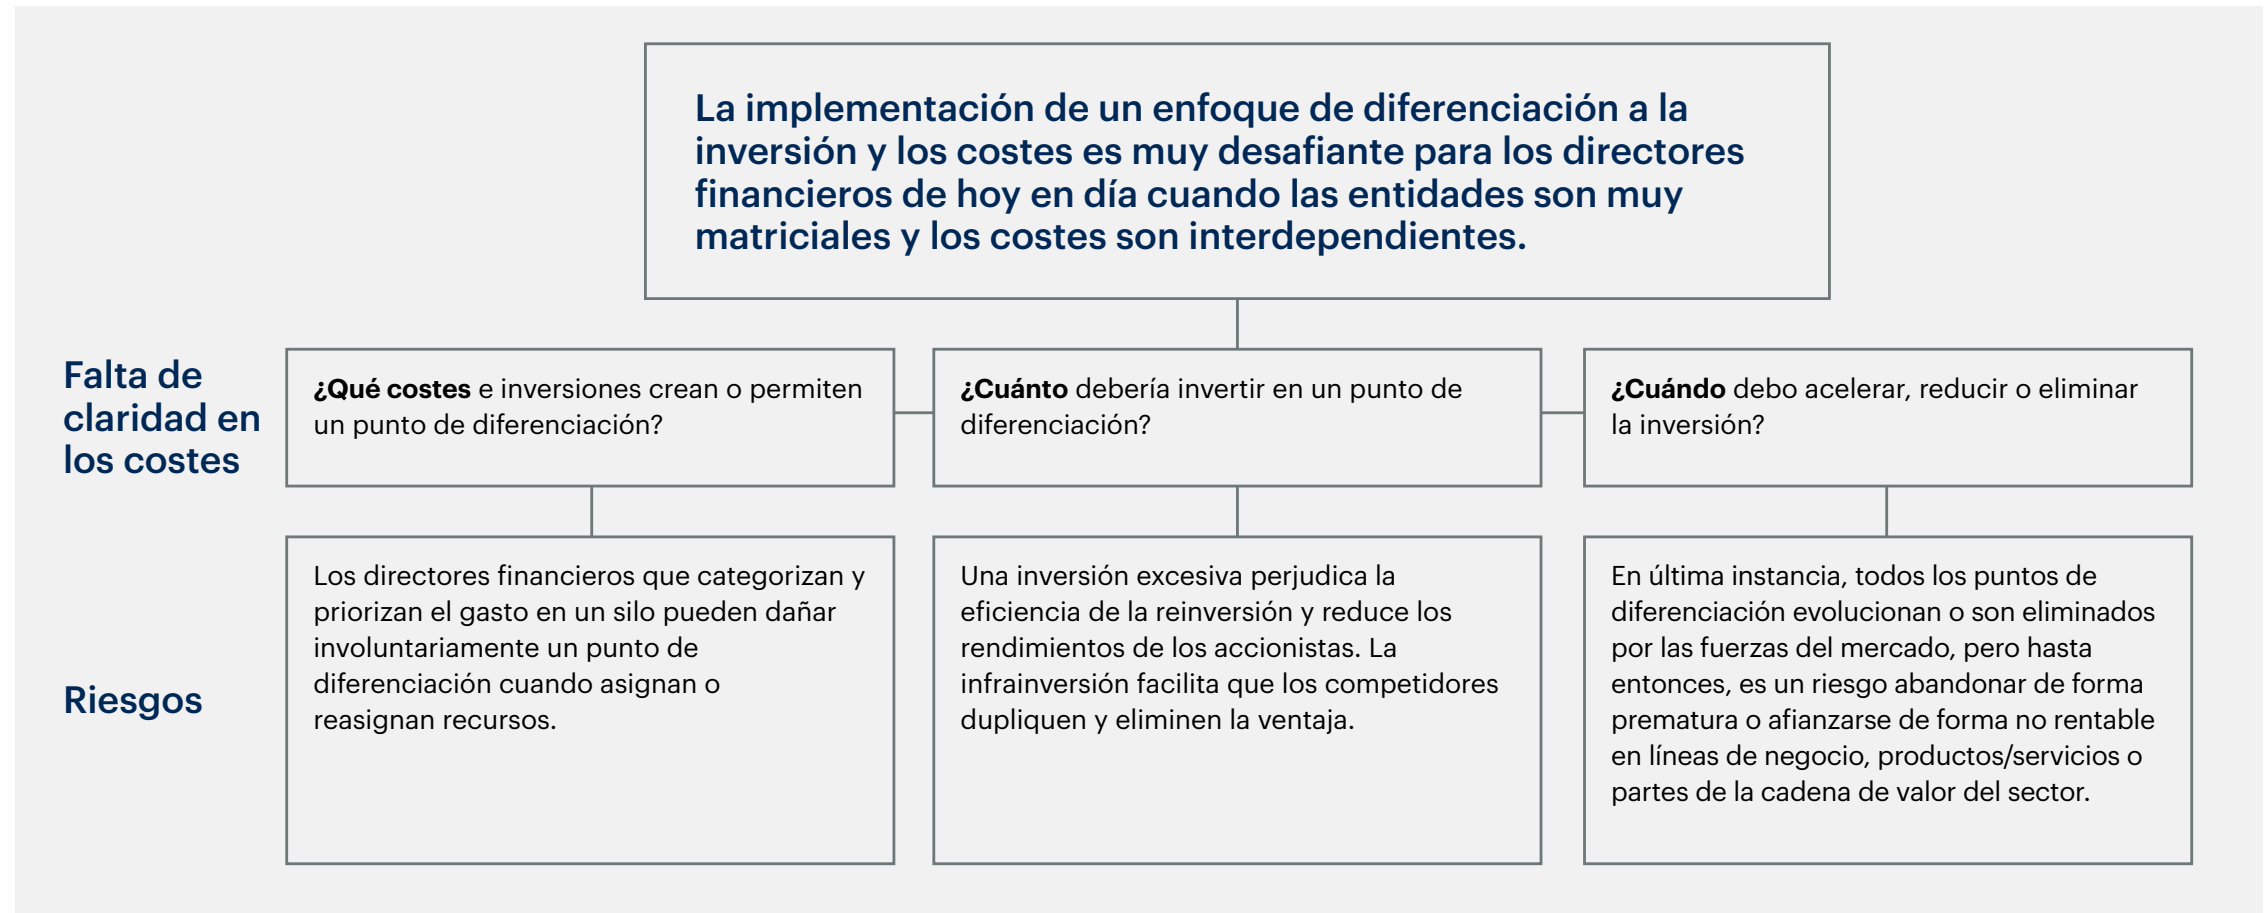 La implementación de un enfoque de diferenciación a la
inversión y los costes es muy desafiante para los directores
financieros de hoy en día cuando las entidades son muy
matriciales y los costes son interdependientes.
Falta de
claridad en
los costes
¿Qué costes e inversiones crean o permiten
un punto de diferenciación?
¿Cuánto debería invertir en un punto de
diferenciación?
¿Cuándo debo acelerar, reducir o eliminar
la inversión?
Riesgos
Los directores financieros que categorizan y
priorizan el gasto en un silo pueden dañar
involuntariamente un punto de
diferenciación cuando asignan o
reasignan recursos.
Una inversión excesiva perjudica la
eficiencia de la reinversión y reduce los
rendimientos de los accionistas. La
infrainversión facilita que los competidores
dupliquen y eliminen la ventaja.
En última instancia, todos los puntos de
diferenciación evolucionan o son eliminados
por las fuerzas del mercado, pero hasta
entonces, es un riesgo abandonar de forma
prematura o afianzarse de forma no rentable
en líneas de negocio, productos/servicios o
partes de la cadena de valor del sector.